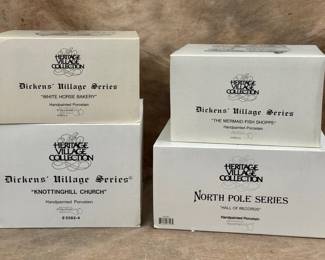 HERITAGE
VILLAGE
COLLECTION
Dickens' Village Series
"WHITE HORSE BAKERY"
Handpainted Porcelain
HERITAGE
VILLAGE
COLLECTION
Dickens' Village Series®
"KNOTTINGHILL CHURCH"
Handpainted Porcelain
# 5582-4
HERITAGE
VILLAGE
COLLECTION
Dickens' Village Series
"THE MERMAID FISH SHOPPE"
Handpainted Porcelain
HERITAGE
VILLAGE
COLLECTION
NORTH POLE SERIES
"HALL OF RECORDS"
Handpainted Porcelain